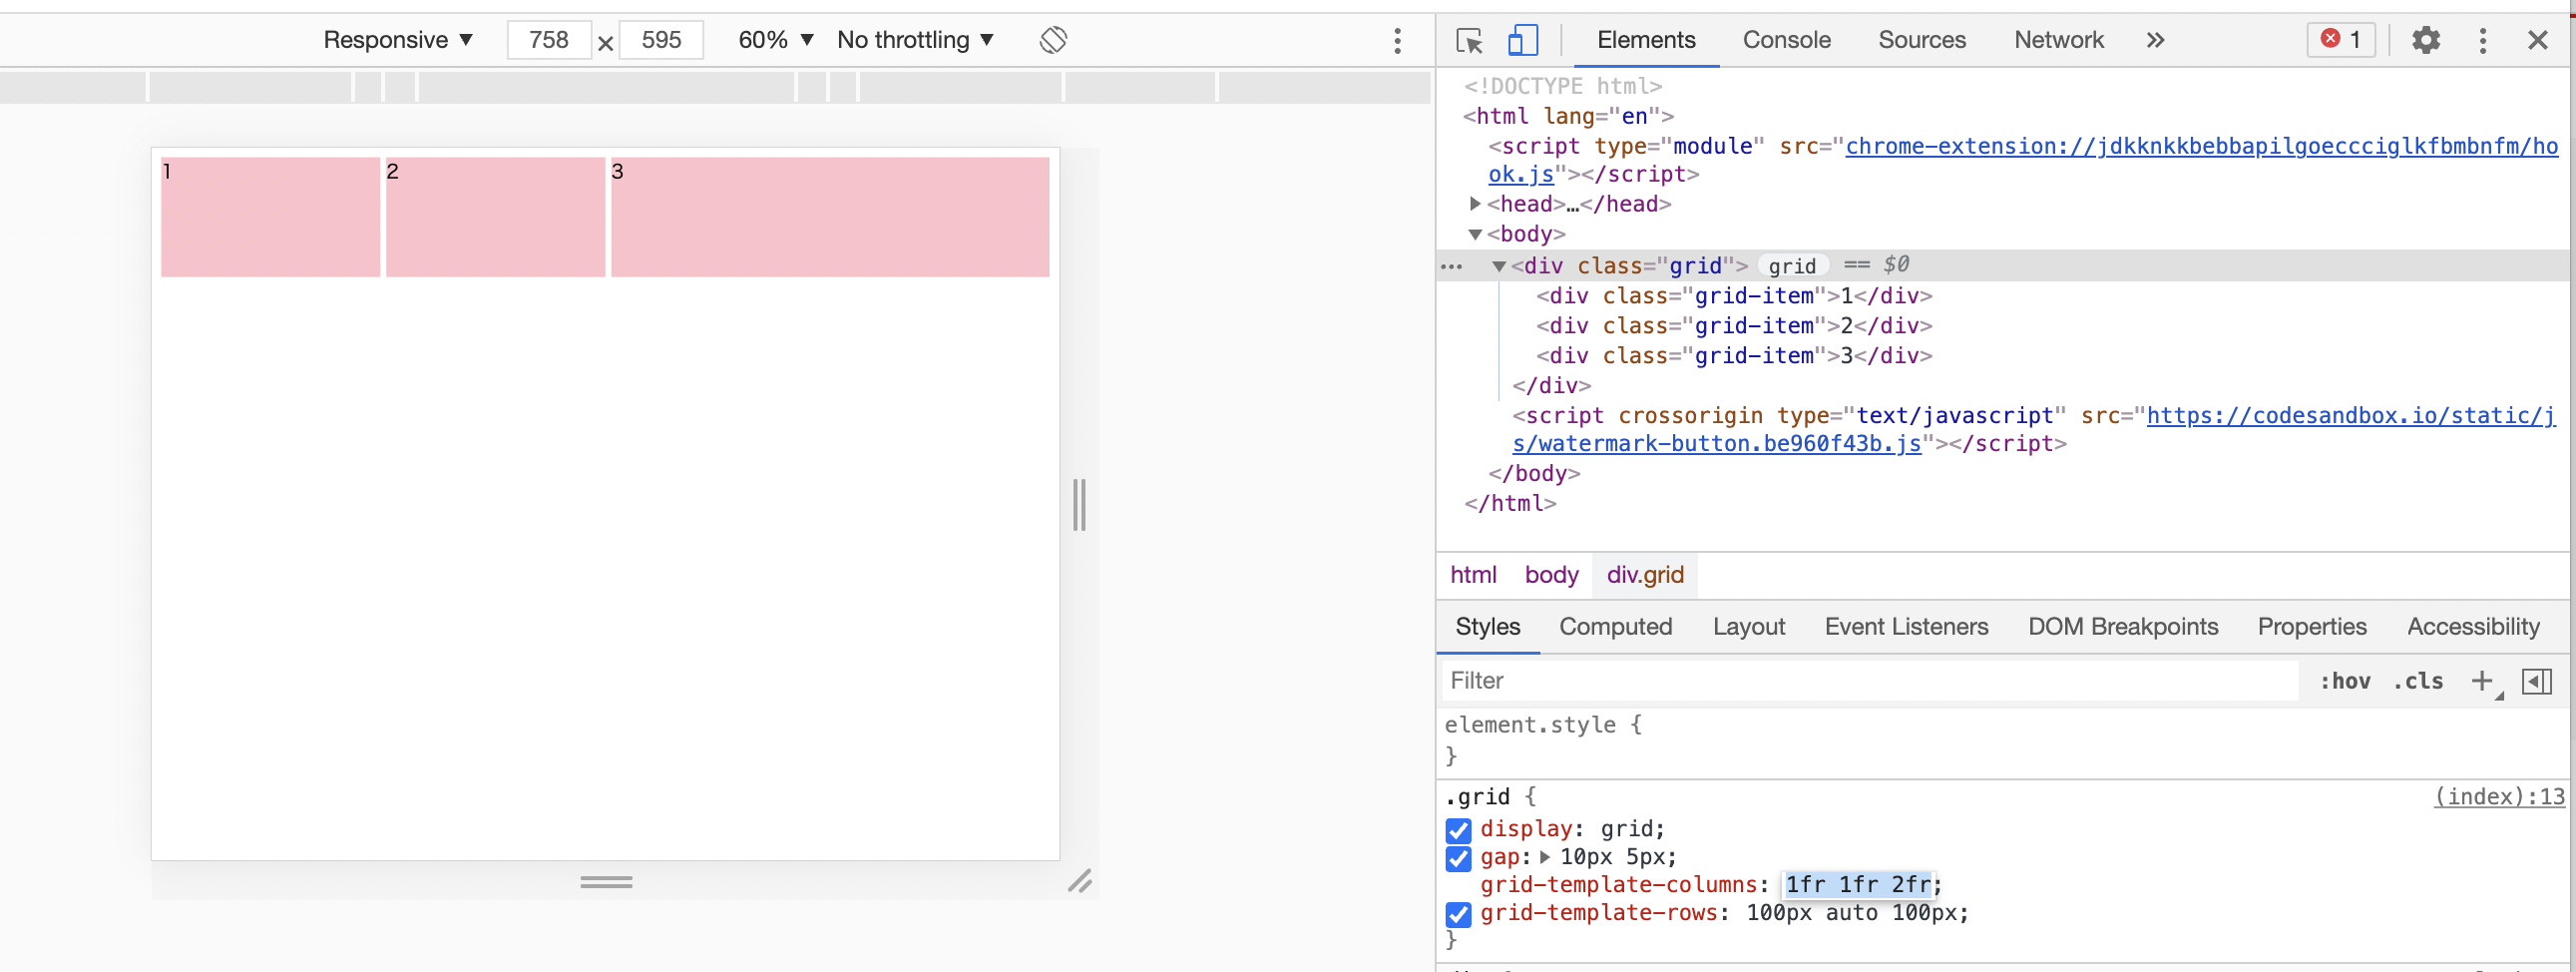 Responsive ▼ 758 × 595 60% ▼ No throttling ▼
1 2 3
Elements Console Sources Network » 1
<!DOCTYPE html>
<html lang="en">
<script type="module" src="chrome-extension://jdkknkkbebbapilgoeccciglkfbmbnfm/ho
ok.js"></script>
<head>…</head>
<body>
<div class="grid"> grid == $0
<div class="grid-item">1</div>
<div class="grid-item">2</div>
<div class="grid-item">3</div>
</div>
<script crossorigin type="text/javascript" src="https://codesandbox.io/static/j
s/watermark-button.be960f43b.js"></script>
</body>
</html>
html body div.grid
Styles Computed Layout Event Listeners DOM Breakpoints Properties Accessibility
Filter :hov .cls +
element.style {
}
.grid { (index):13
display: grid;
gap: 10px 5px;
grid-template-columns: 1fr 1fr 2fr;
grid-template-rows: 100px auto 100px;
}